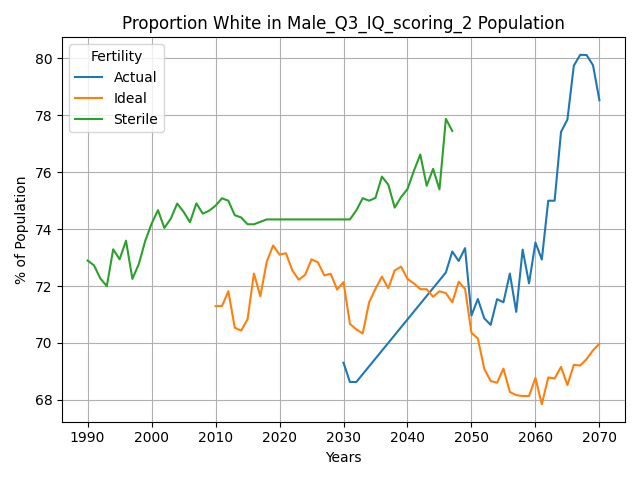 Proportion White in Male_Q3_IQ_scoring_2 Population
Fertility
Actual
Ideal
Sterile
% of Population
80
78
76
74
72
70
68
1990 2000 2010 2020 2030 2040 2050 2060 2070
Years